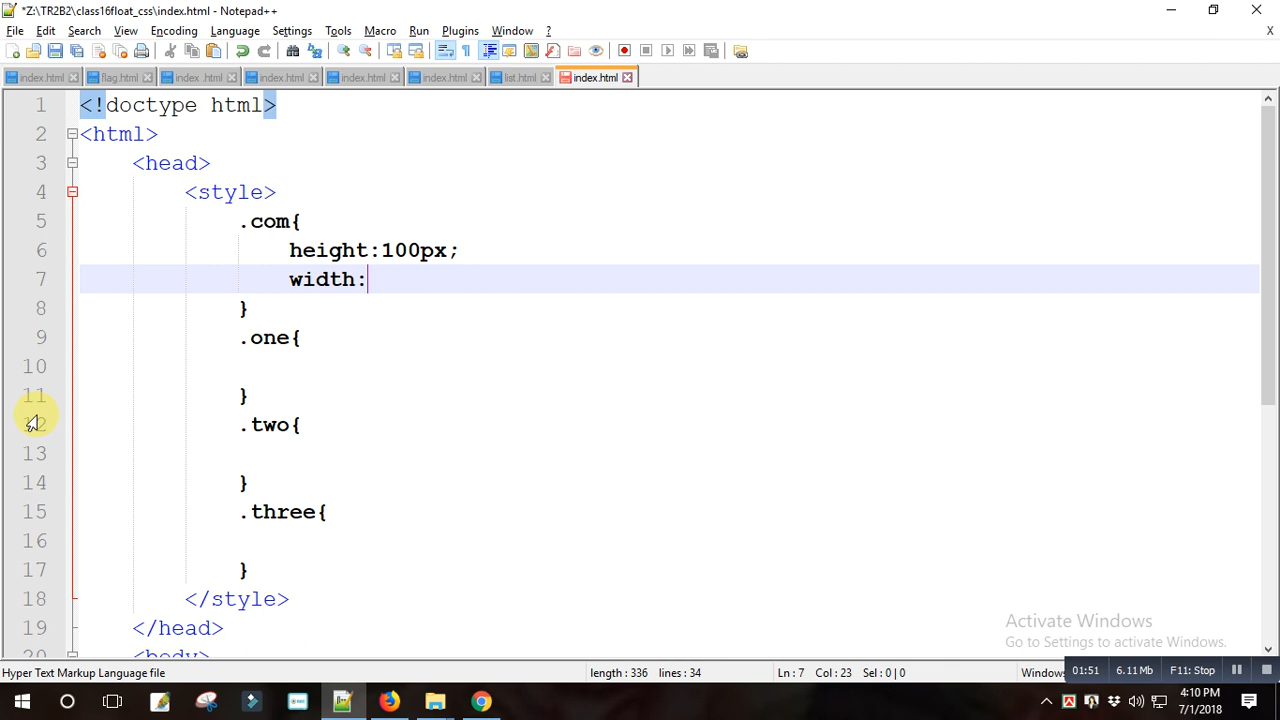 *Z:\TR2B2\class16float_css\index.html - Notepad++
File Edit Search View Encoding Language Settings Tools Macro Run Plugins Window ?
X
index.html flag.html index .html index.html index.html index.html list.html index.html
1 <!doctype html>
2 <html>
3 <head>
4 <style>
5 .com{
6 height:100px;
7 width:
8 }
9 .one{
10
11 }
12 .two{
13
14 }
15 .three{
16
17 }
18 </style>
19 </head>
20 <body>
Activate Windows
Go to Settings to activate Windows.
Hyper Text Markup Language file length : 336 lines : 34 Ln : 7 Col : 23 Sel : 0 | 0 Window 01:51 6.11 Mb F11: Stop
4:10 PM
7/1/2018